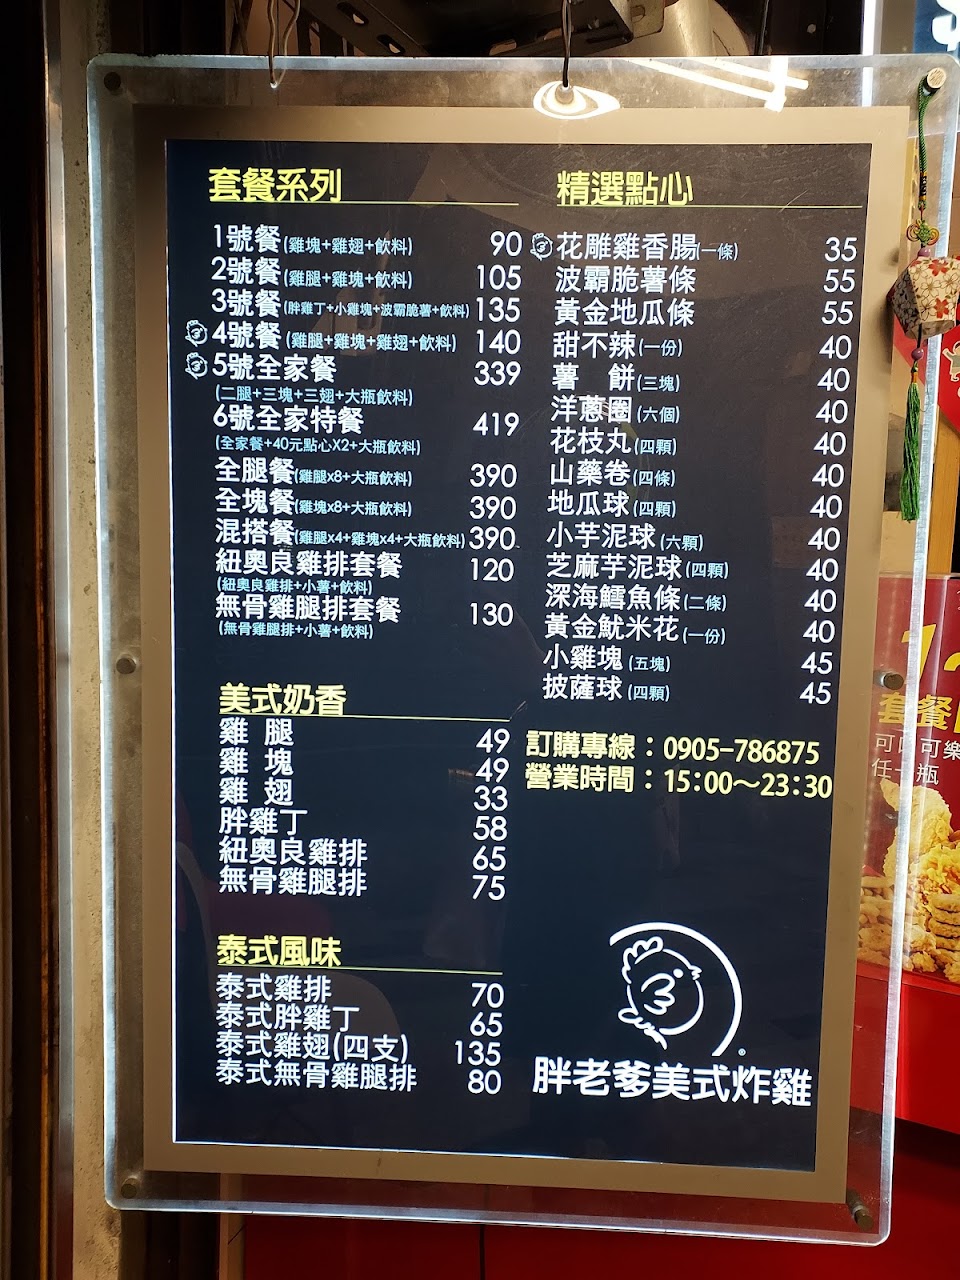 套餐系列
1號餐(雞塊+雞翅+飲料) 90
2號餐(雞腿+雞塊+飲料) 105
3號餐(胖雞丁+小雞塊+波霸脆薯+飲料) 135
4號餐(雞腿+雞塊+雞翅+飲料) 140
5號全家餐 339
(二腿+三塊+三翅+大瓶飲料)
6號全家特餐 419
(全家餐+40元點心X2+大瓶飲料)
全腿餐(雞腿x8+大瓶飲料) 390
全塊餐(雞塊x8+大瓶飲料) 390
混搭餐(雞腿x4+雞塊x4+大瓶飲料) 390
紐奧良雞排套餐 120
(紐奧良雞排+小薯+飲料)
無骨雞腿排套餐 130
(無骨雞腿排+小薯+飲料)
美式奶香
雞 腿 49
雞 塊 49
雞 翅 33
胖雞丁 58
紐奧良雞排 65
無骨雞腿排 75
泰式風味
泰式雞排 70
泰式胖雞丁 65
泰式雞翅(四支) 135
泰式無骨雞腿排 80
精選點心
花雕雞香腸(一條) 35
波霸脆薯條 55
黃金地瓜條 55
甜不辣(一份) 40
薯 餅(三塊) 40
洋蔥圈(六個) 40
花枝丸(四顆) 40
山藥卷(四條) 40
地瓜球(四顆) 40
小芋泥球(六顆) 40
芝麻芋泥球(四顆) 40
深海鱈魚條(二條) 40
黃金魷米花(一份) 40
小雞塊(五塊) 45
披薩球(四顆) 45
訂購專線：0905-786875
營業時間：15:00～23:30
胖老爹美式炸雞
套餐
可口可樂
任一瓶